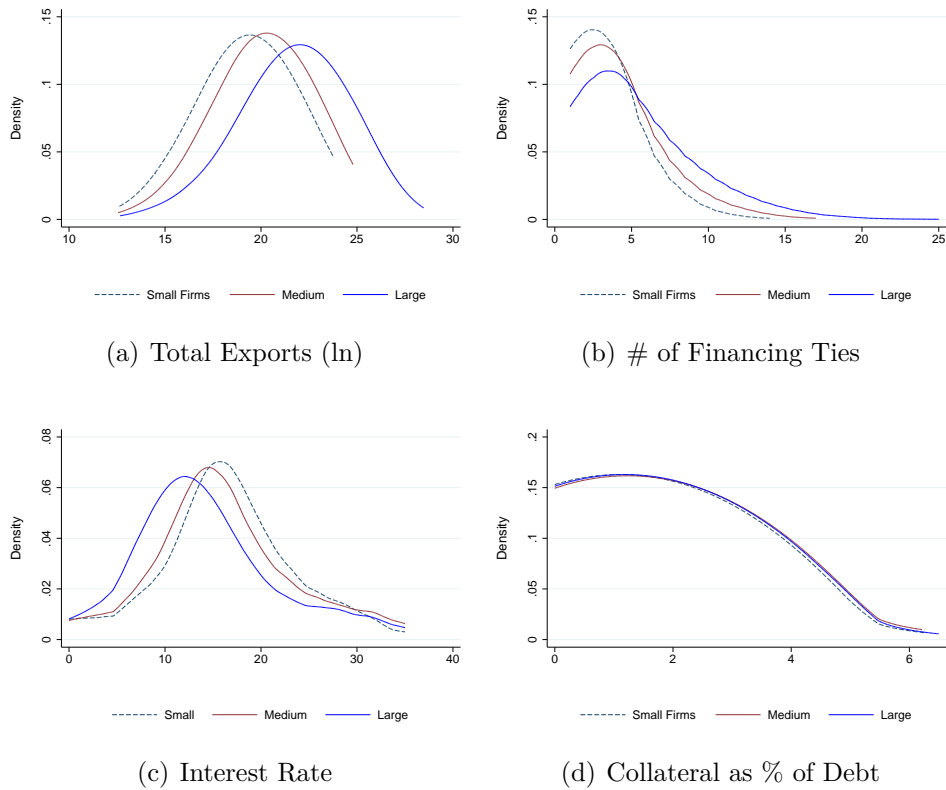 .15
.1
.05
0
Density
10 15 20 25 30
Small Firms Medium Large
(a) Total Exports (ln)
.15
.1
.05
0
Density
0 5 10 15 20 25
Small Firms Medium Large
(b) # of Financing Ties
.08
.06
.04
.02
0
Density
0 10 20 30 40
Small Medium Large
(c) Interest Rate
.2
.15
.1
.05
0
Density
0 2 4 6
Small Firms Medium Large
(d) Collateral as % of Debt